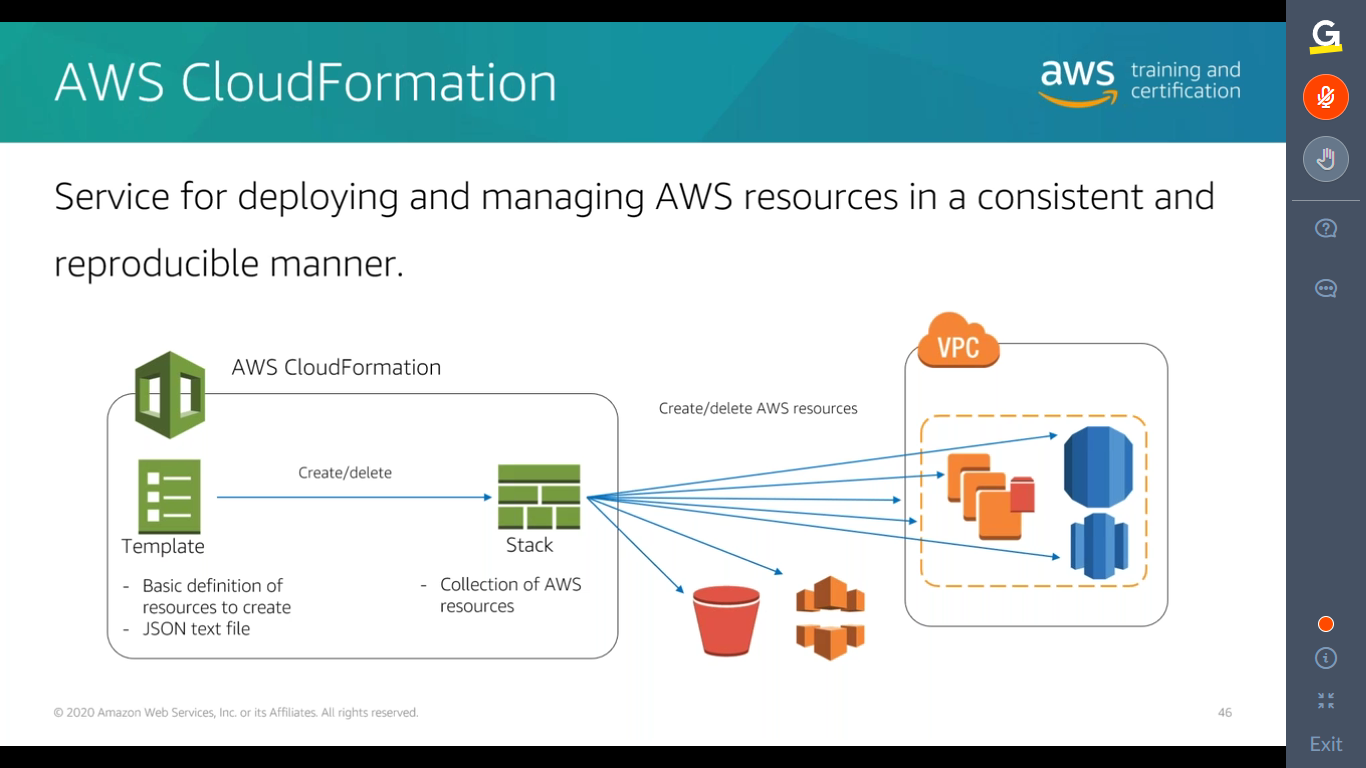 AWS CloudFormation
aws training and
certification
Service for deploying and managing AWS resources in a consistent and
reproducible manner.
AWS CloudFormation
VPC
Create/delete AWS resources
Create/delete
Template
Stack
- Basic definition of
resources to create
- JSON text file
- Collection of AWS
resources
© 2020 Amazon Web Services, Inc. or its Affiliates. All rights reserved.
46
G
Exit